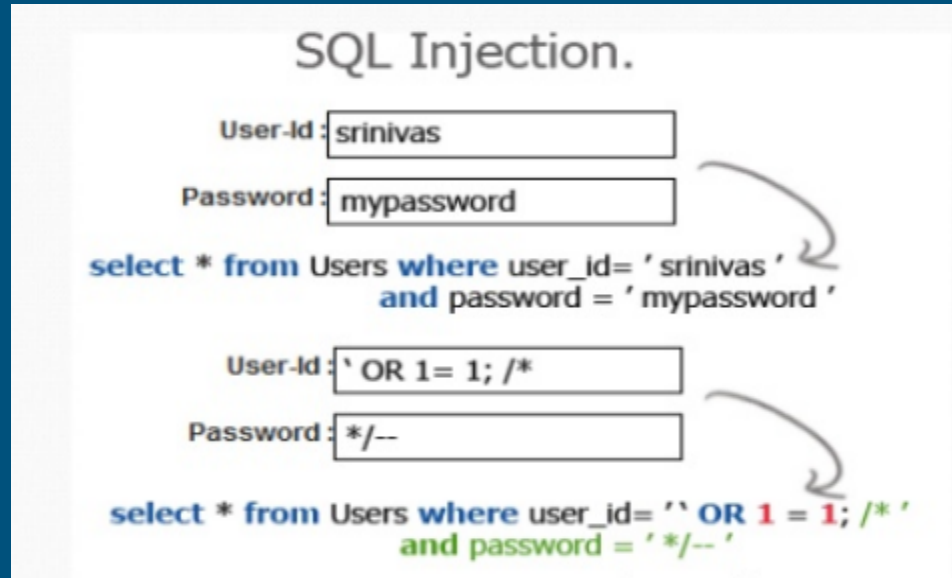 SQL Injection.
User-Id : srinivas
Password : mypassword
select * from Users where user_id= ' srinivas '
and password = ' mypassword '
User-Id : ` OR 1= 1; /*
Password : */--
select * from Users where user_id= '` OR 1 = 1; /* '
and password = ' */-- '